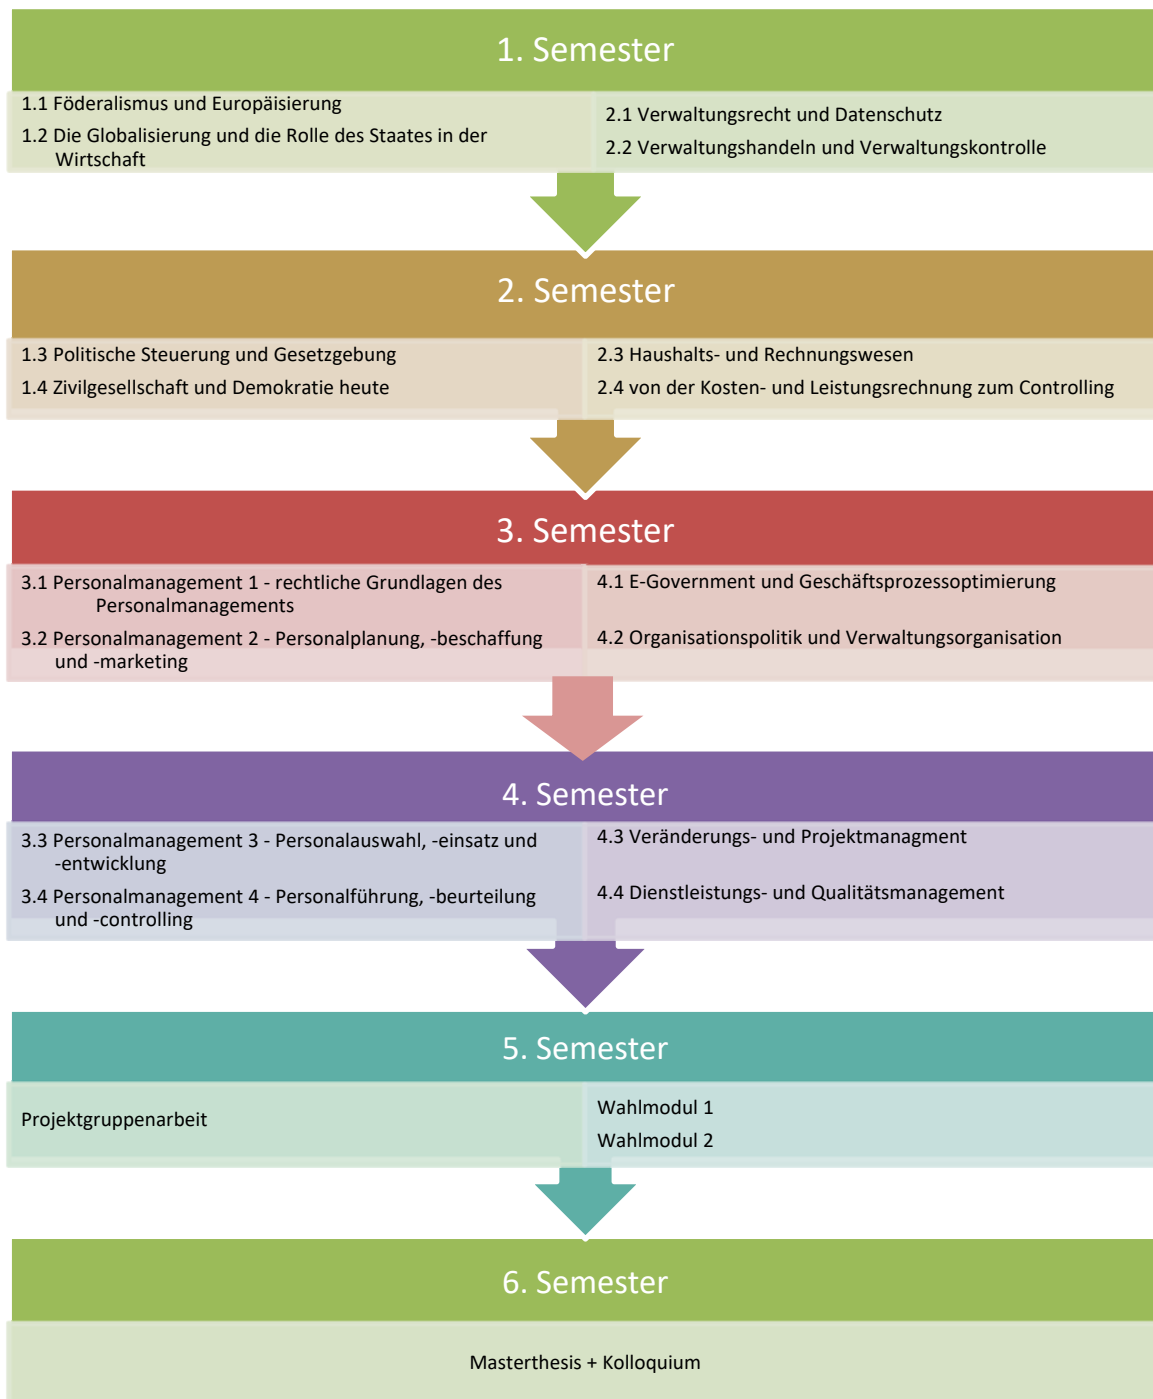 1. Semester
1.1 Föderalismus und Europäisierung
1.2 Die Globalisierung und die Rolle des Staates in der
Wirtschaft
2.1 Verwaltungsrecht und Datenschutz
2.2 Verwaltungshandeln und Verwaltungskontrolle
2. Semester
1.3 Politische Steuerung und Gesetzgebung
1.4 Zivilgesellschaft und Demokratie heute
2.3 Haushalts- und Rechnungswesen
2.4 von der Kosten- und Leistungsrechnung zum Controlling
3. Semester
3.1 Personalmanagement 1 - rechtliche Grundlagen des
Personalmanagements
3.2 Personalmanagement 2 - Personalplanung, -beschaffung
und -marketing
4.1 E-Government und Geschäftsprozessoptimierung
4.2 Organisationspolitik und Verwaltungsorganisation
4. Semester
3.3 Personalmanagement 3 - Personalauswahl, -einsatz und
-entwicklung
3.4 Personalmanagement 4 - Personalführung, -beurteilung
und -controlling
4.3 Veränderungs- und Projektmanagment
4.4 Dienstleistungs- und Qualitätsmanagement
5. Semester
Projektgruppenarbeit
Wahlmodul 1
Wahlmodul 2
6. Semester
Masterthesis + Kolloquium